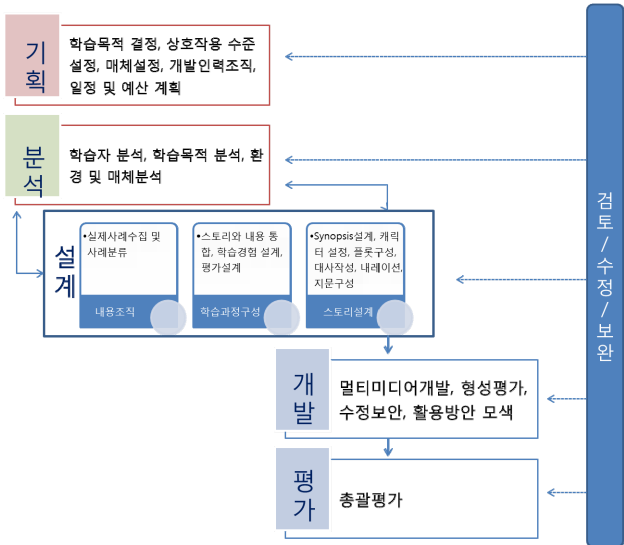 기획
학습목적 결정, 상호작용 수준
설정, 매체설정, 개발인력조직,
일정 및 예산 계획
분석
학습자 분석, 학습목적 분석, 환
경 및 매체분석
설계
•실제사례수집 및
사례분류
내용조직
•스토리와 내용 통
합, 학습경험 설계,
평가설계
학습과정구성
•Synopsis설계, 캐릭
터 설정, 플롯구성,
대사작성, 내레이션,
지문구성
스토리설계
개발
멀티미디어개발, 형성평가,
수정보안, 활용방안 모색
평가
총괄평가
검토/수정/보완